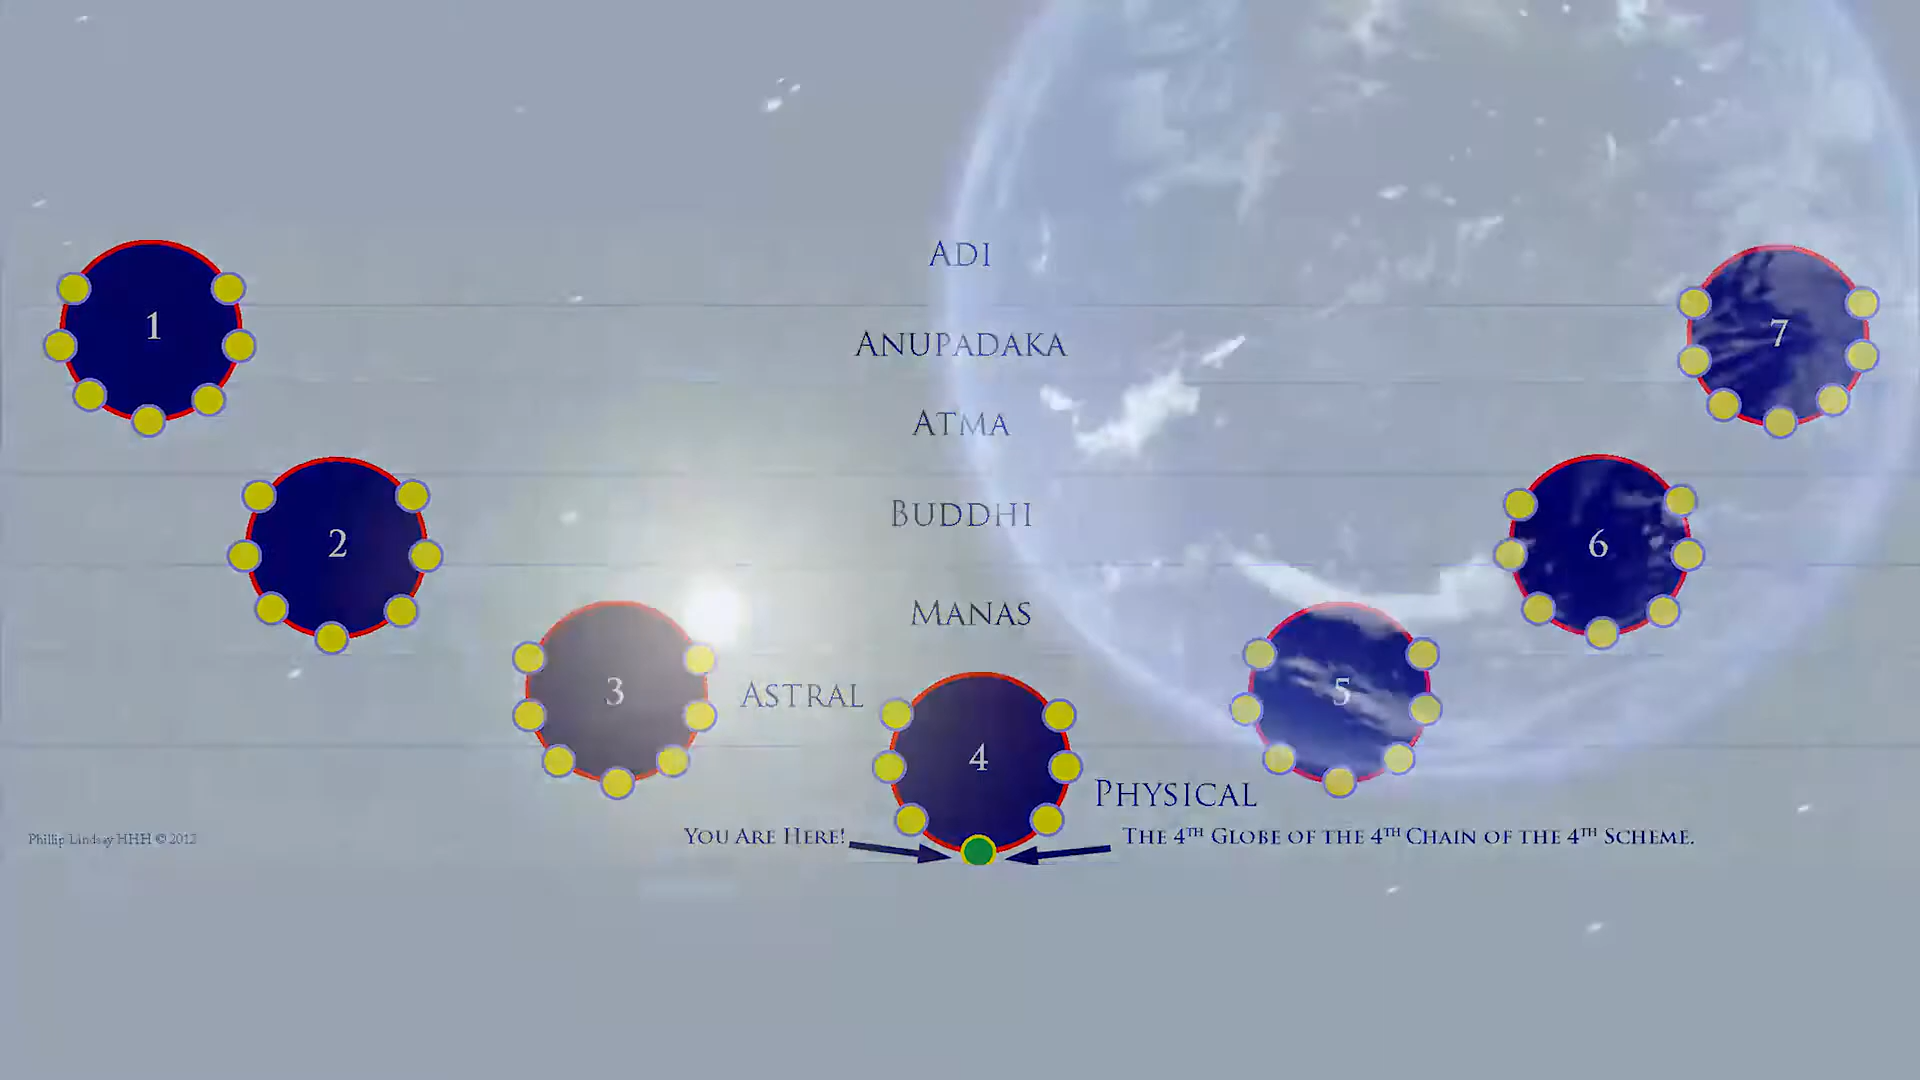 ADI
1
7
ANUPADAKA
ATMA
BUDDHI
2
6
MANAS
3
ASTRAL
5
4
PHYSICAL
YOU ARE HERE!
THE 4TH GLOBE OF THE 4TH CHAIN OF THE 4TH SCHEME.
Phillip Lindsay HHH © 2012